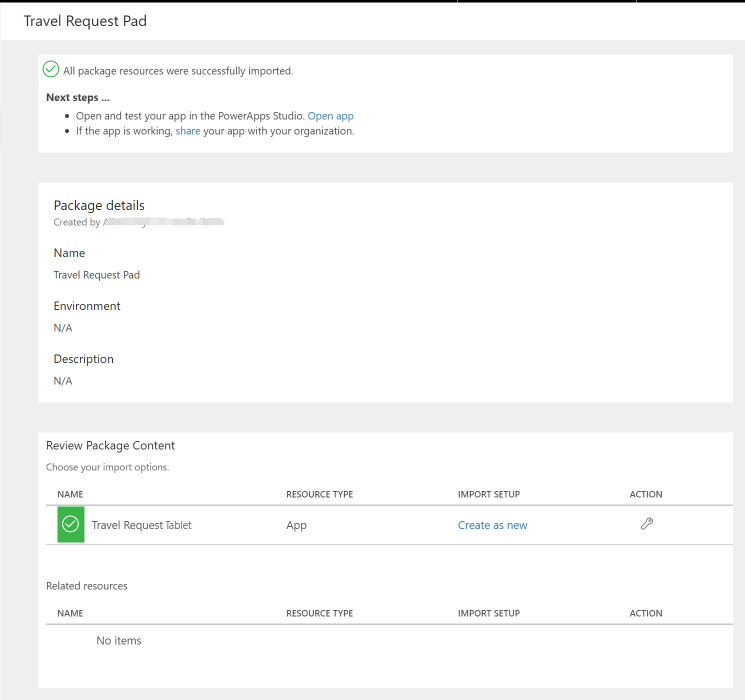 Travel Request Pad
All package resources were successfully imported.
Next steps ...
• Open and test your app in the PowerApps Studio. Open app
• If the app is working, share your app with your organization.
Package details
Created by
Name
Travel Request Pad
Environment
N/A
Description
N/A
Review Package Content
Choose your import options.
NAME RESOURCE TYPE IMPORT SETUP ACTION
Travel Request Tablet App Create as new
Related resources
NAME RESOURCE TYPE IMPORT SETUP ACTION
No items